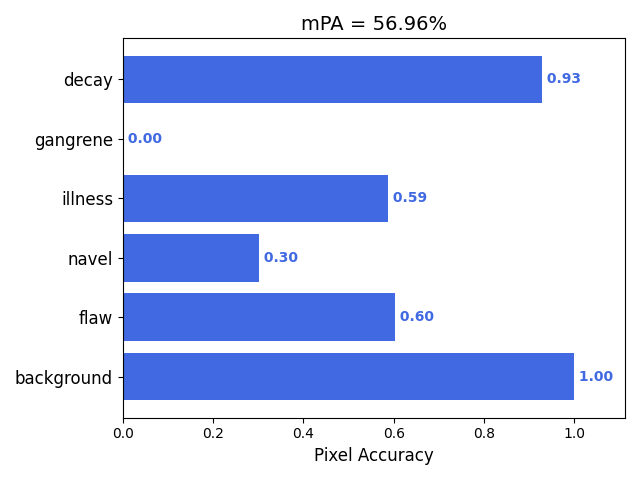 mPA = 56.96%
decay 0.93
gangrene 0.00
illness 0.59
navel 0.30
flaw 0.60
background 1.00
0.0 0.2 0.4 0.6 0.8 1.0
Pixel Accuracy